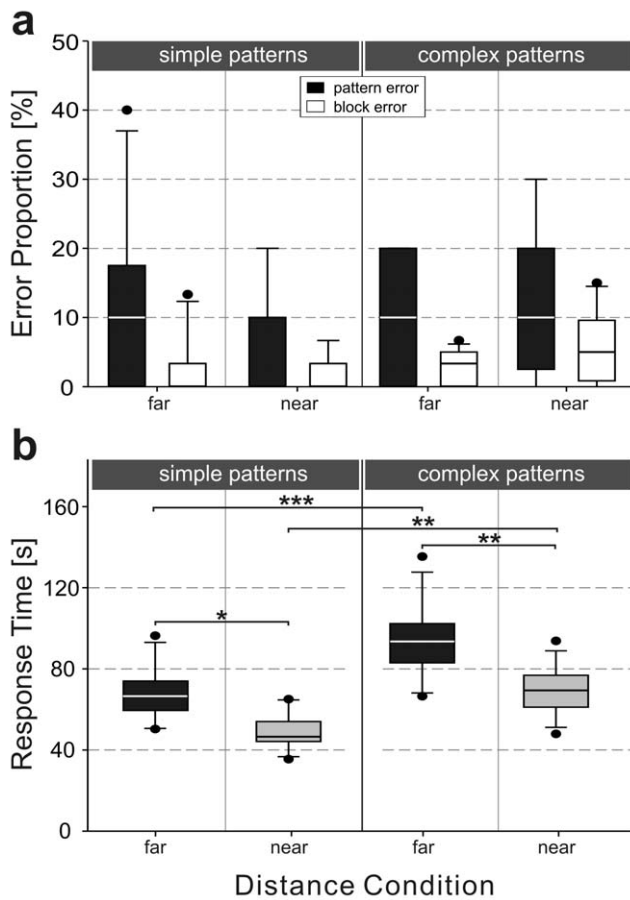 a
Error Proportion [%]
50
40
30
20
10
0
simple patterns
complex patterns
pattern error
block error
far
near
far
near
b
Response Time [s]
160
120
80
40
0
simple patterns
complex patterns
***
**
**
*
far
near
far
near
Distance Condition